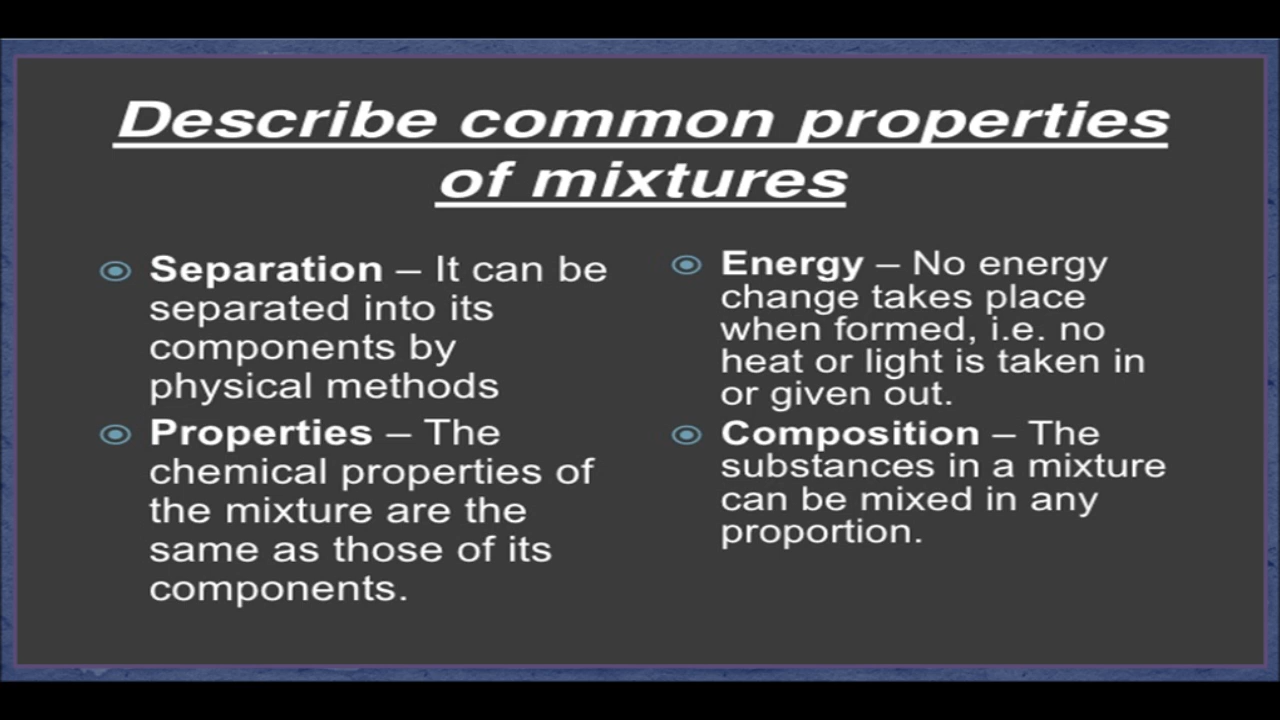 Describe common properties
of mixtures
Separation – It can be
separated into its
components by
physical methods
Properties – The
chemical properties of
the mixture are the
same as those of its
components.
Energy – No energy
change takes place
when formed, i.e. no
heat or light is taken in
or given out.
Composition – The
substances in a mixture
can be mixed in any
proportion.